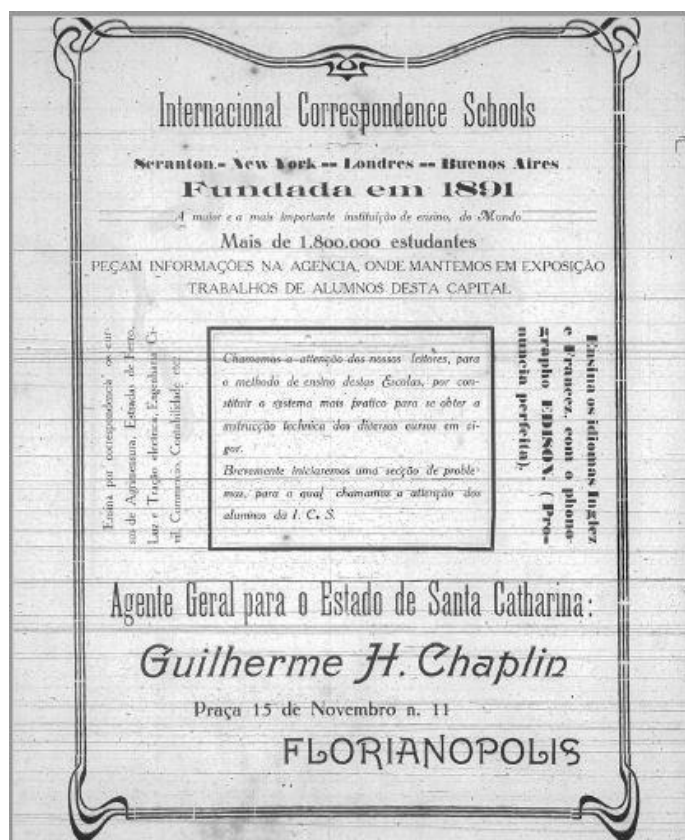 Internacional Correspondence Schools
Scranton - New York -- Londres -- Buenos Aires
Fundada em 1891
A maior e a mais importante instituição de ensino, do Mundo
Mais de 1.800.000 estudantes
PEÇAM INFORMAÇÕES NA AGENCIA, ONDE MANTEMOS EM EXPOSIÇÃO
TRABALHOS DE ALUMNOS DESTA CAPITAL
Ensina por correspondencia os cur-
sos de Agrimensura, Estradas de Ferro,
Luz e Tração electrica, Engenharia Ci-
vil, Commercio, Contabilidade etc.
Chamamos a attenção dos nossos leitores, para
o methodo de ensino destas Escolas, por con-
stituir o systema mais pratico para se obter a
instrucção technica dos diversos cursos em vi-
gor.
Brevemente iniciaremos uma secção de proble-
mas, para a qual chamamos a attenção dos
alumnos da I. C. S.
Ensina os idiomas Inglez
e Francez, com o phono-
grapho EDISON. (Pro-
nuncia perfeita).
Agente Geral para o Estado de Santa Catharina:
Guilherme H. Chaplin
Praça 15 de Novembro n. 11
FLORIANOPOLIS